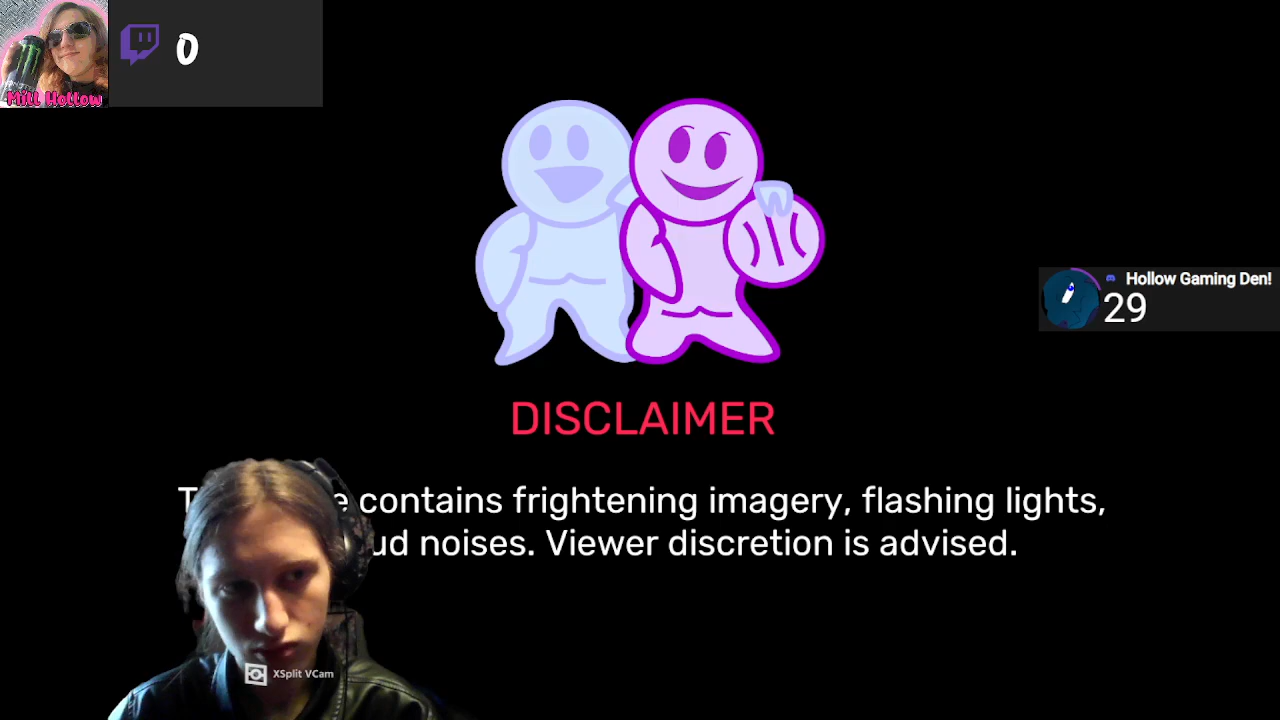 Mitt Hollow
0
Hollow Gaming Den!
29
DISCLAIMER
contains frightening imagery, flashing lights,
noises. Viewer discretion is advised.
XSplit VCam